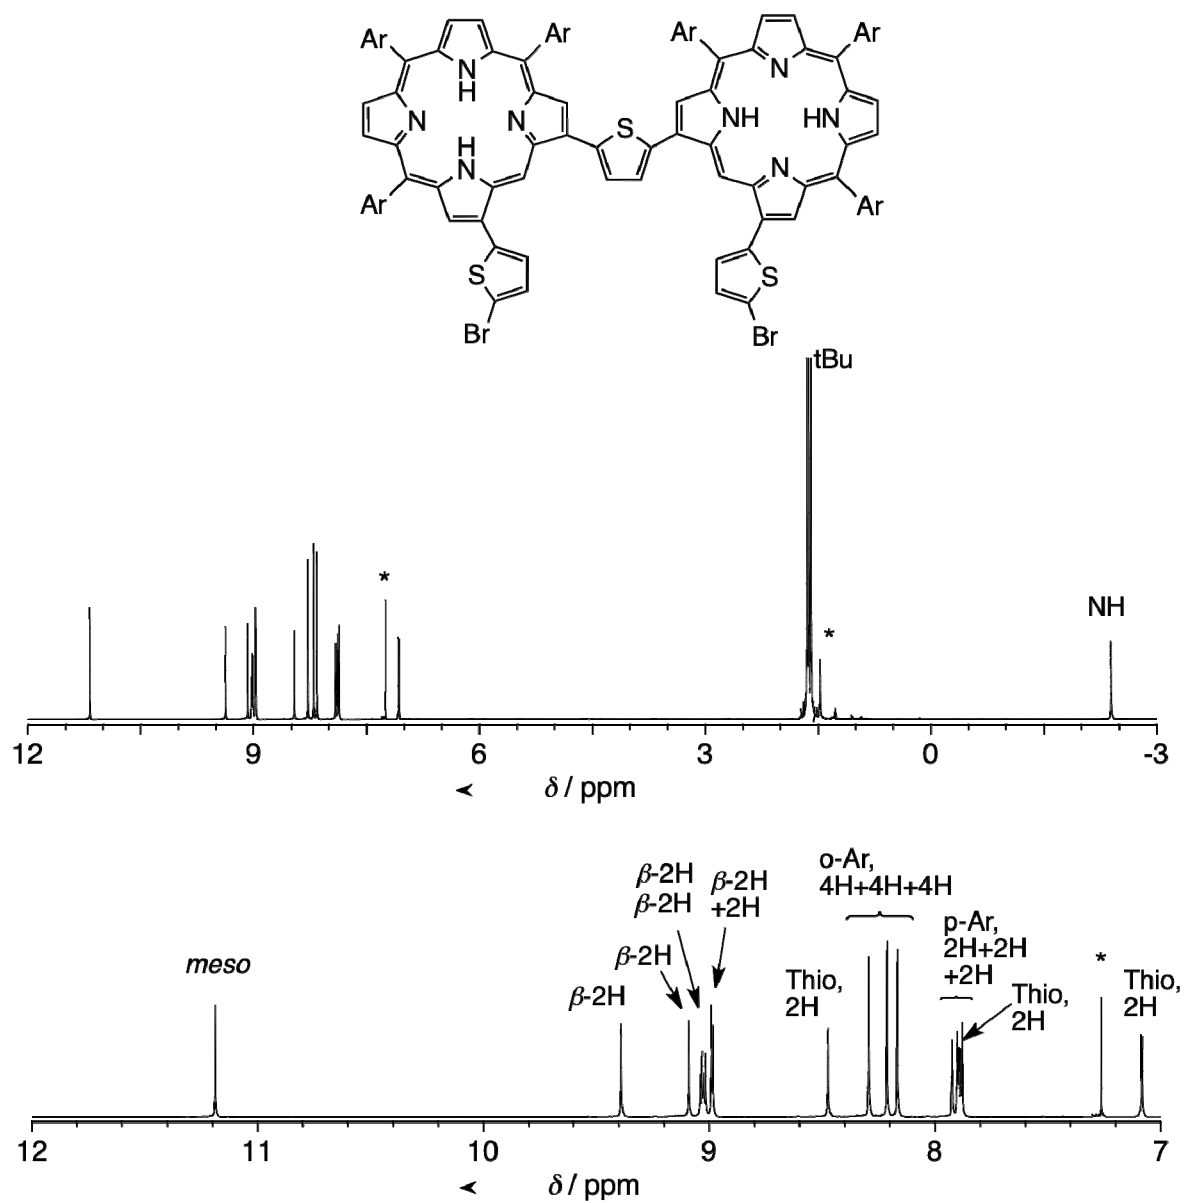 Ar Ar Ar Ar
N
H
N
N N
NH HN
H
N
S
N
Ar Ar Ar
S S
Br Br
tBu
*
*
NH
12 9 6 3 0 -3
δ / ppm
o-Ar,
4H+4H+4H
β-2H
β-2H
β-2H
+2H
p-Ar,
2H+2H
+2H
meso
β-2H
β-2H
Thio,
2H
*
Thio,
2H
Thio,
2H
12 11 10 9 8 7
δ / ppm